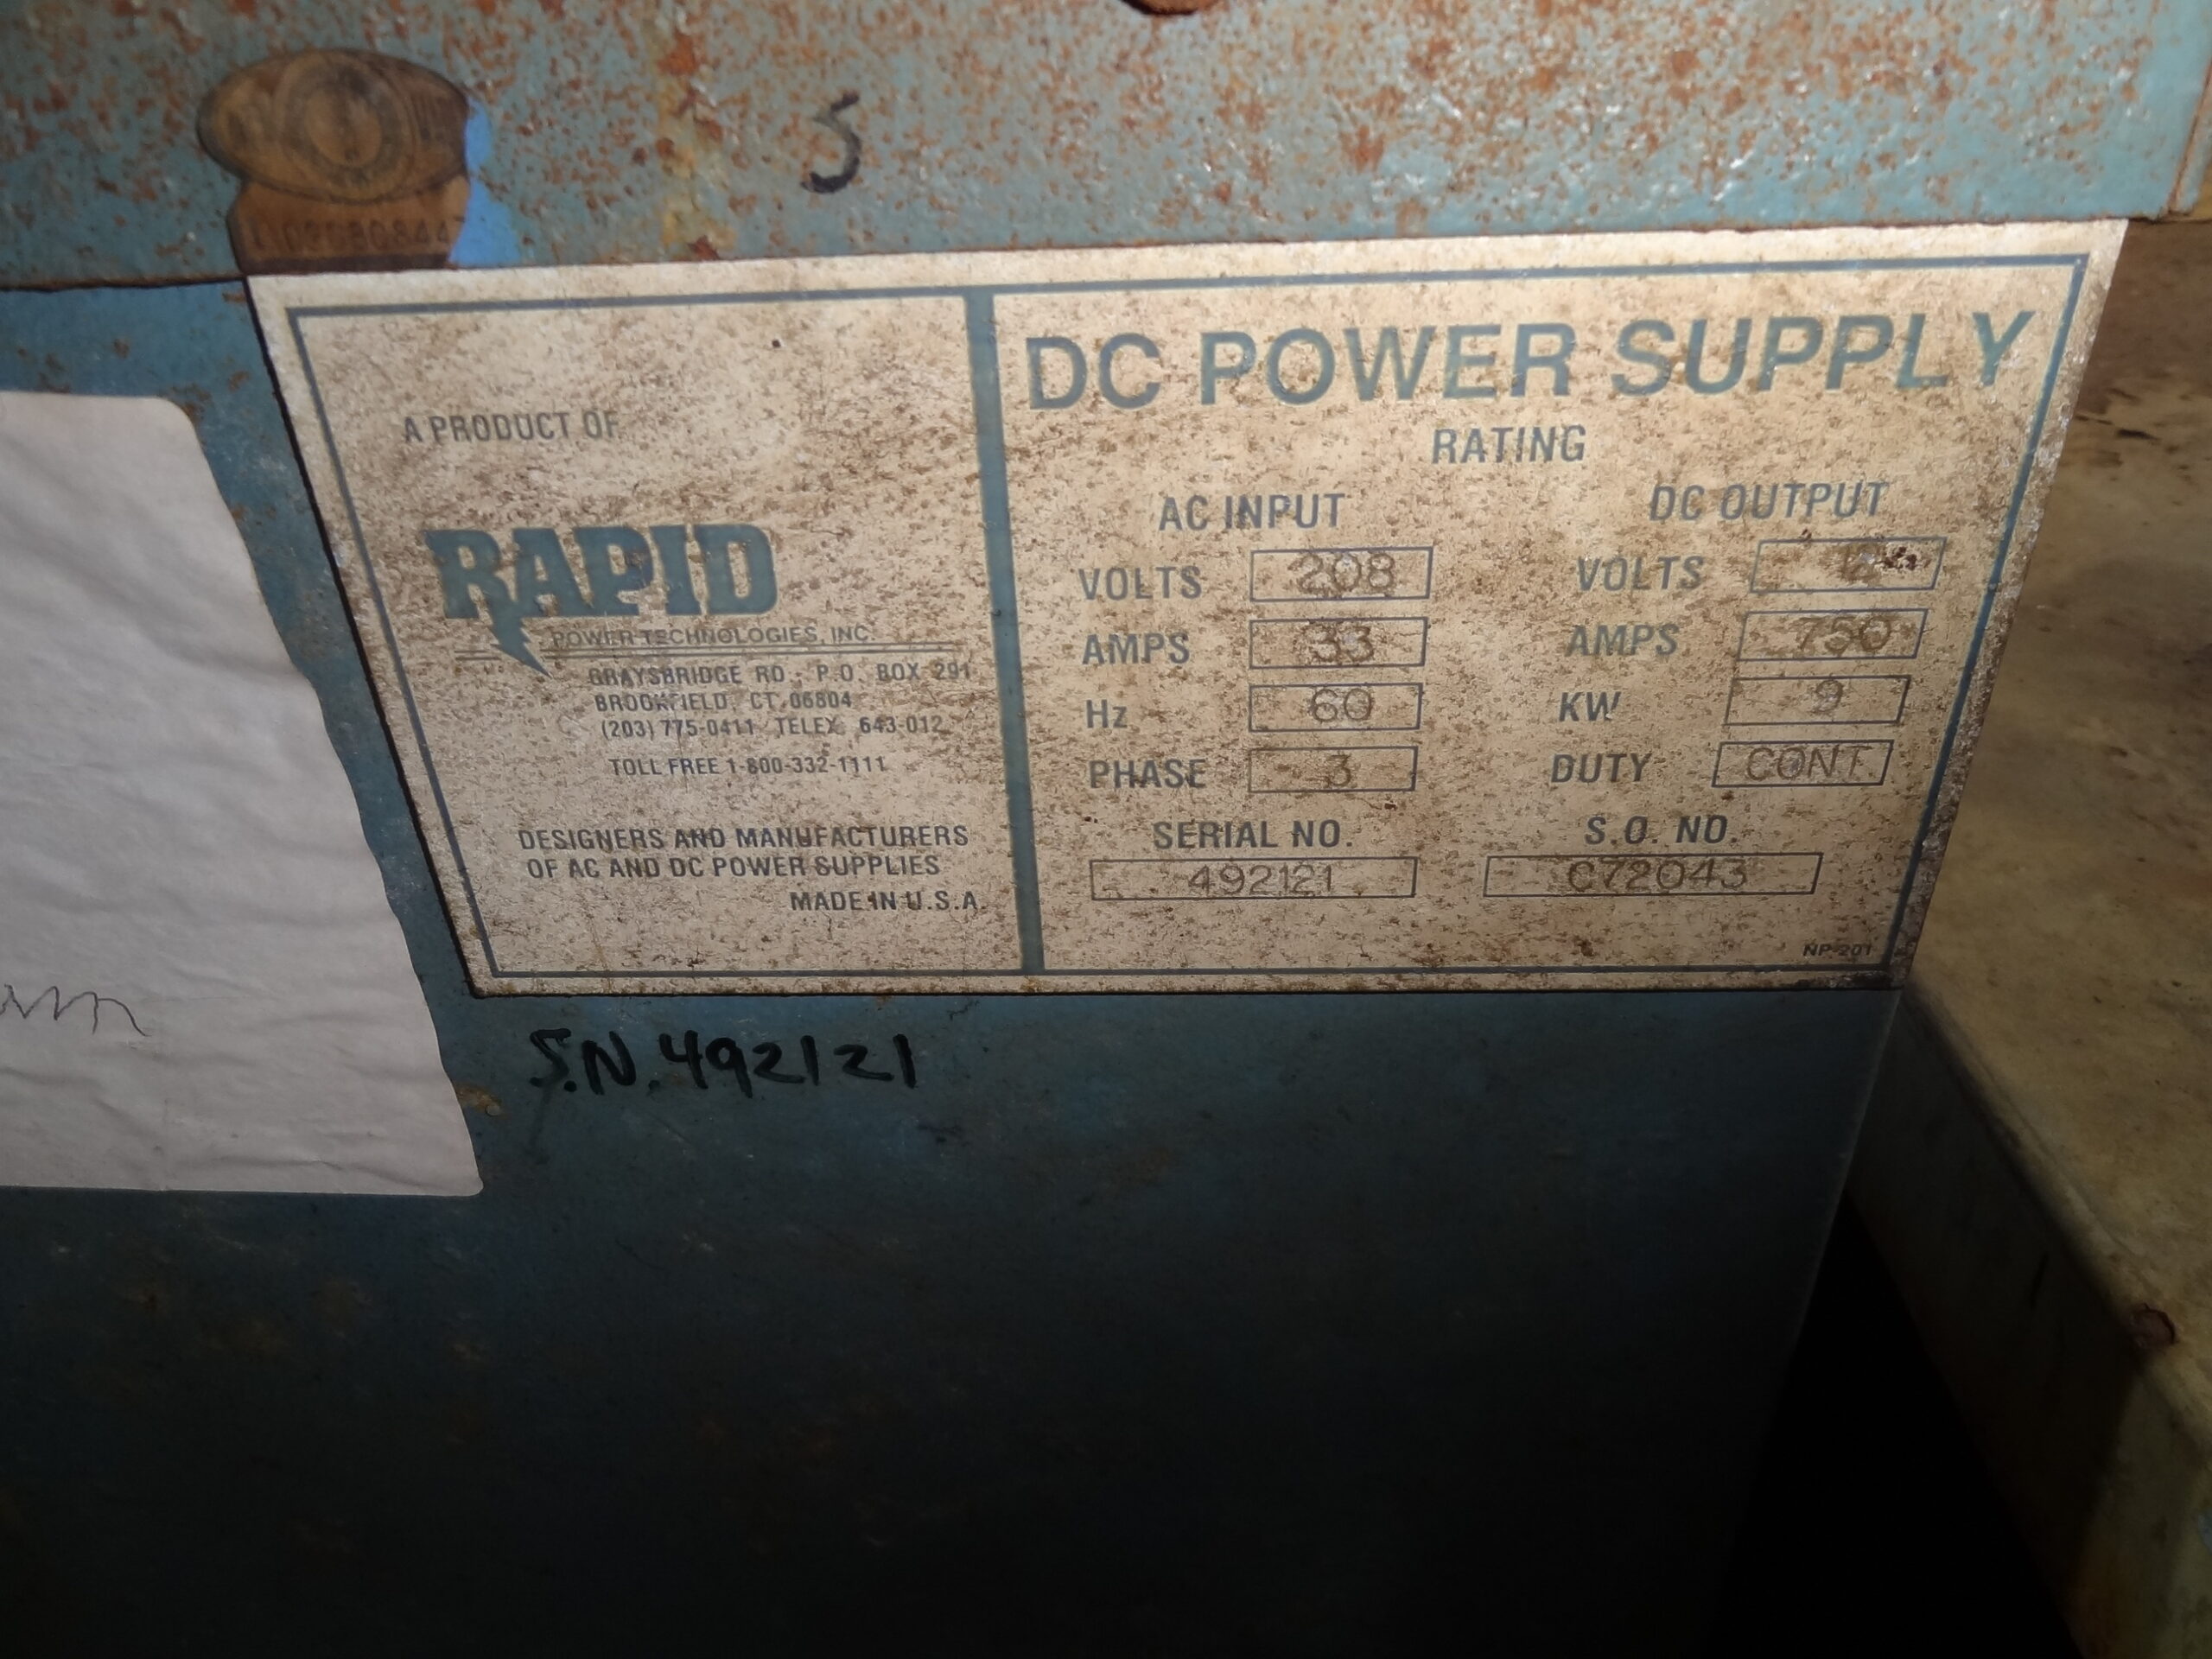 S
A PRODUCT OF
RAPID
POWER TECHNOLOGIES, INC.
GRAYSBRIDGE RD., P.O. BOX 291
BROOKFIELD, CT 06804
(203) 775-0411 TELEX 643-012
TOLL FREE 1-800-332-1111
DESIGNERS AND MANUFACTURERS
OF AC AND DC POWER SUPPLIES
MADE IN U.S.A.
DC POWER SUPPLY
RATING
AC INPUT DC OUTPUT
VOLTS 208 VOLTS 12
AMPS 33 AMPS 750
Hz 60 KW 9
PHASE 3 DUTY CONT.
SERIAL NO. S.O. NO.
492121 C72043
NP-201
S.N. 492121